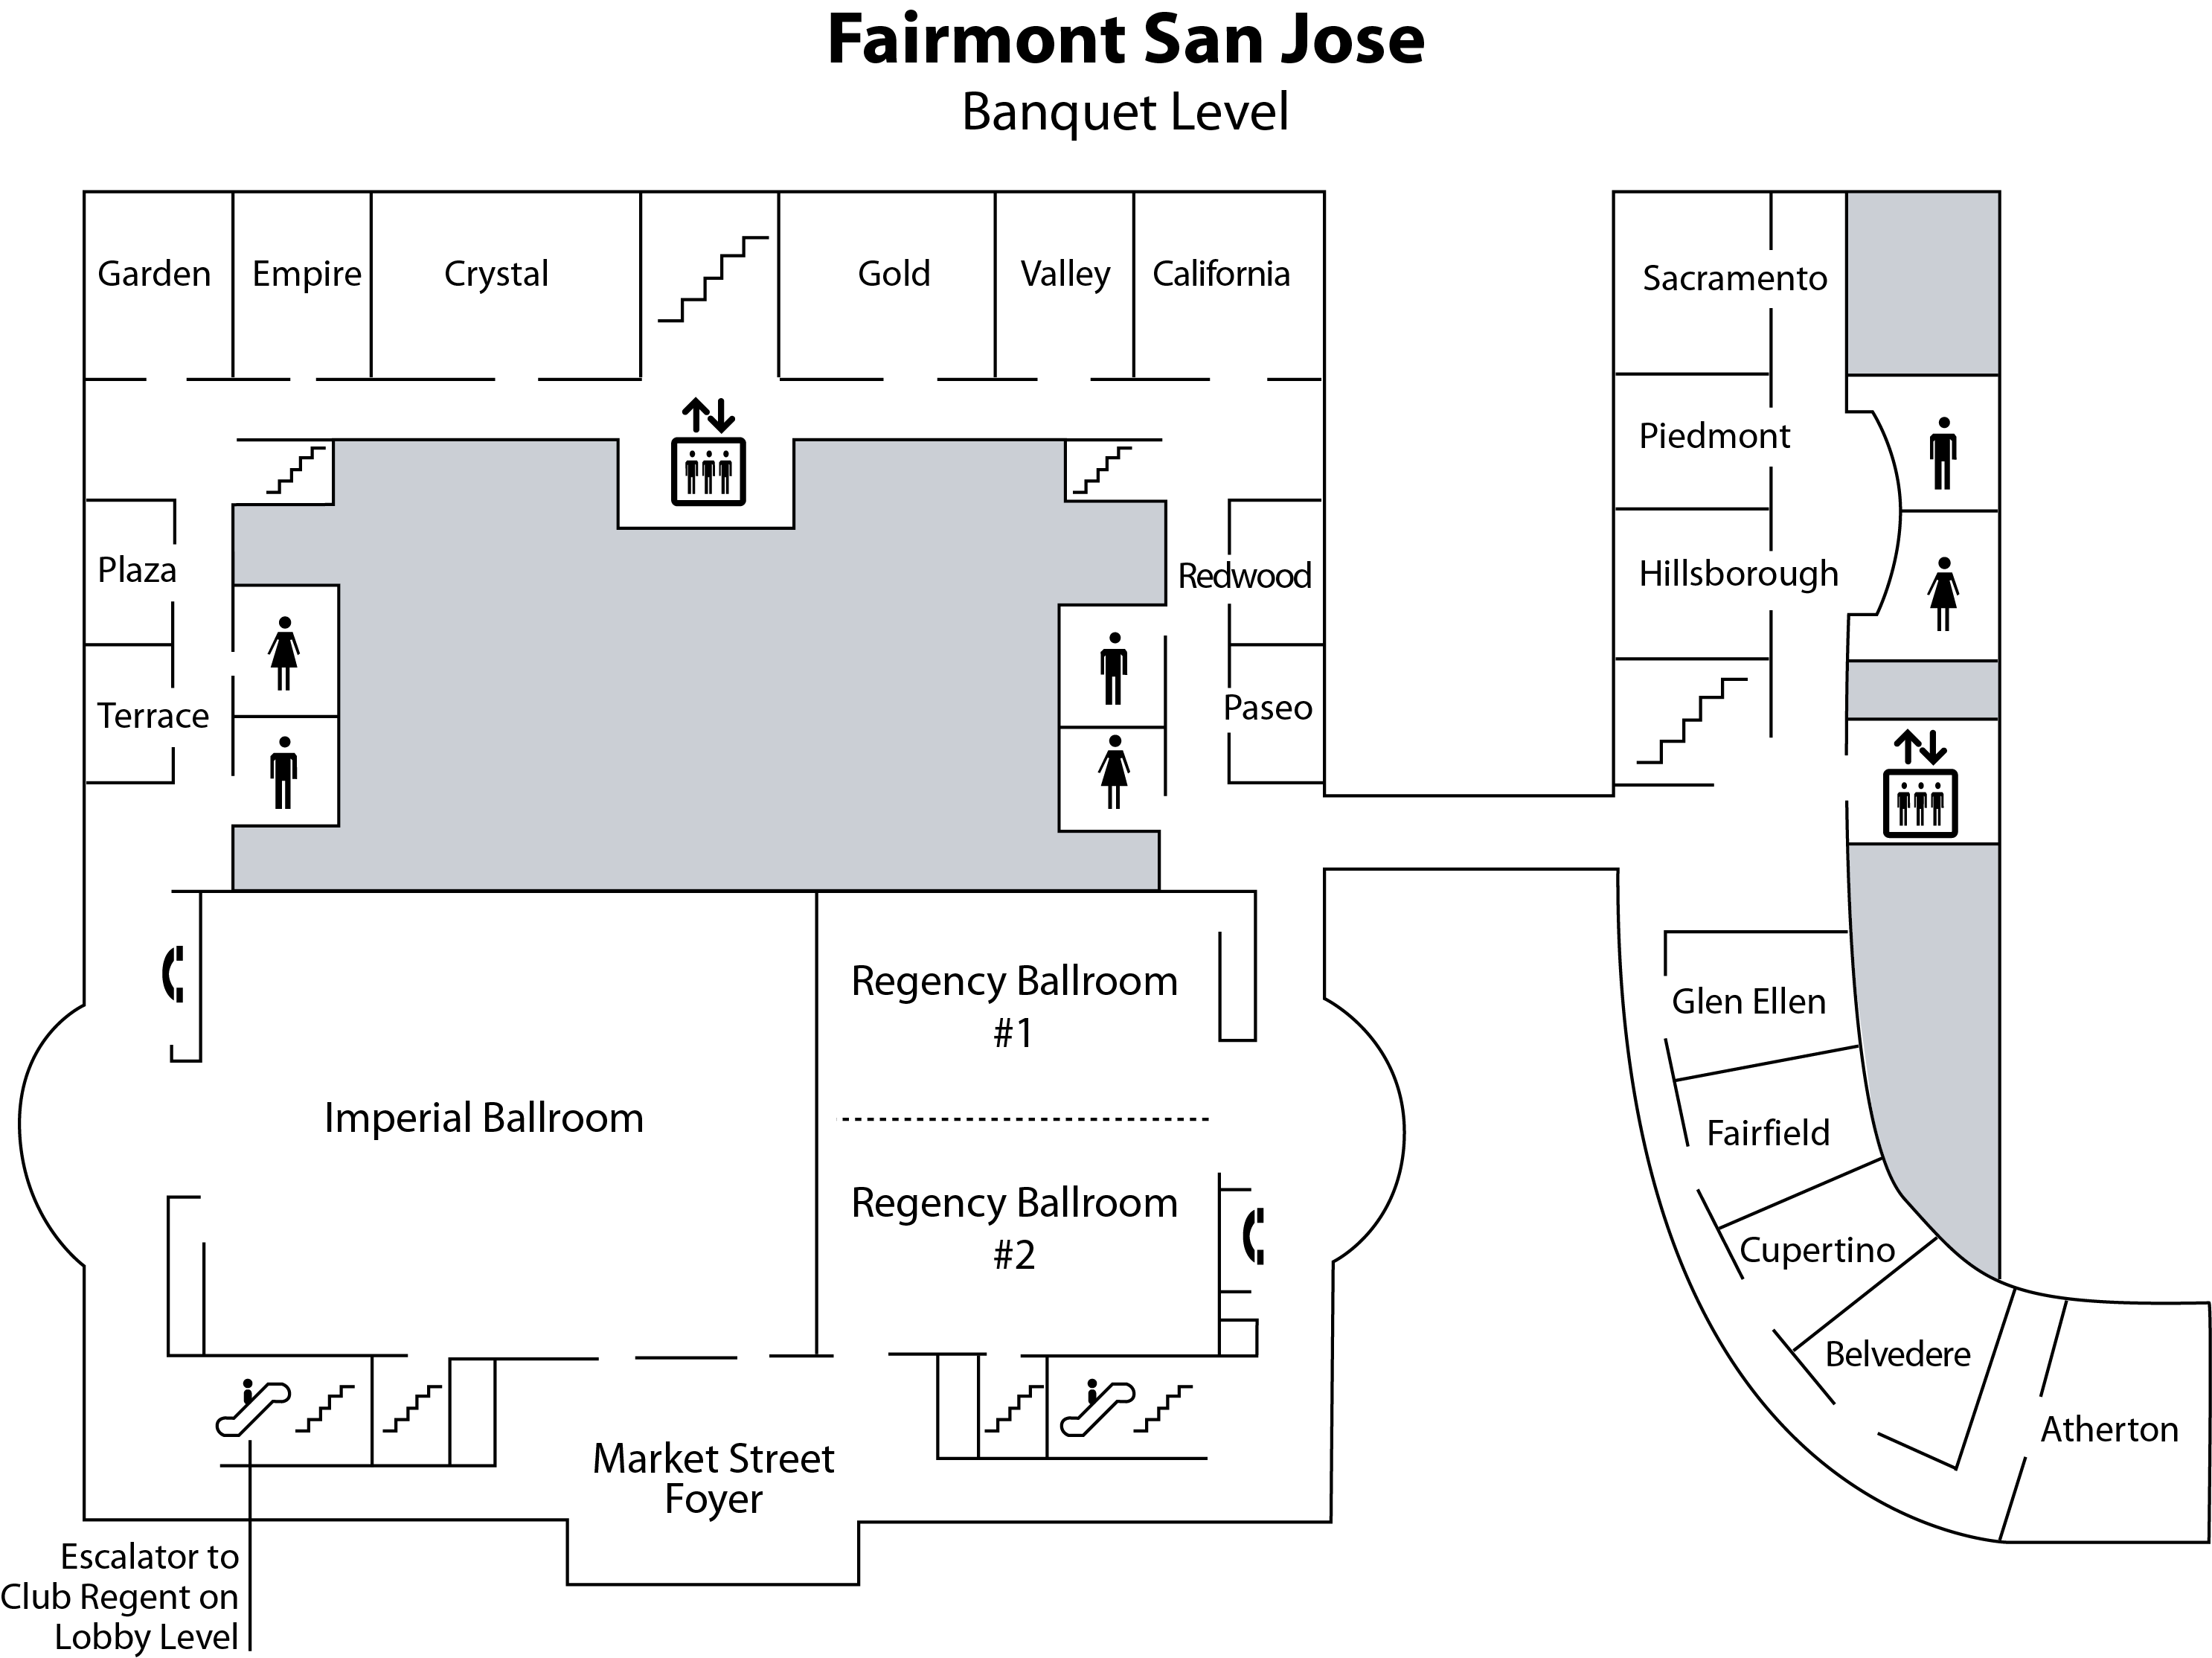 Fairmont San Jose
Banquet Level
Garden
Empire
Crystal
Gold
Valley
California
Sacramento
Piedmont
Plaza
Redwood
Hillsborough
Terrace
Paseo
Regency Ballroom
#1
Glen Ellen
Imperial Ballroom
Fairfield
Regency Ballroom
#2
Cupertino
Belvedere
Atherton
Market Street
Foyer
Escalator to
Club Regent on
Lobby Level